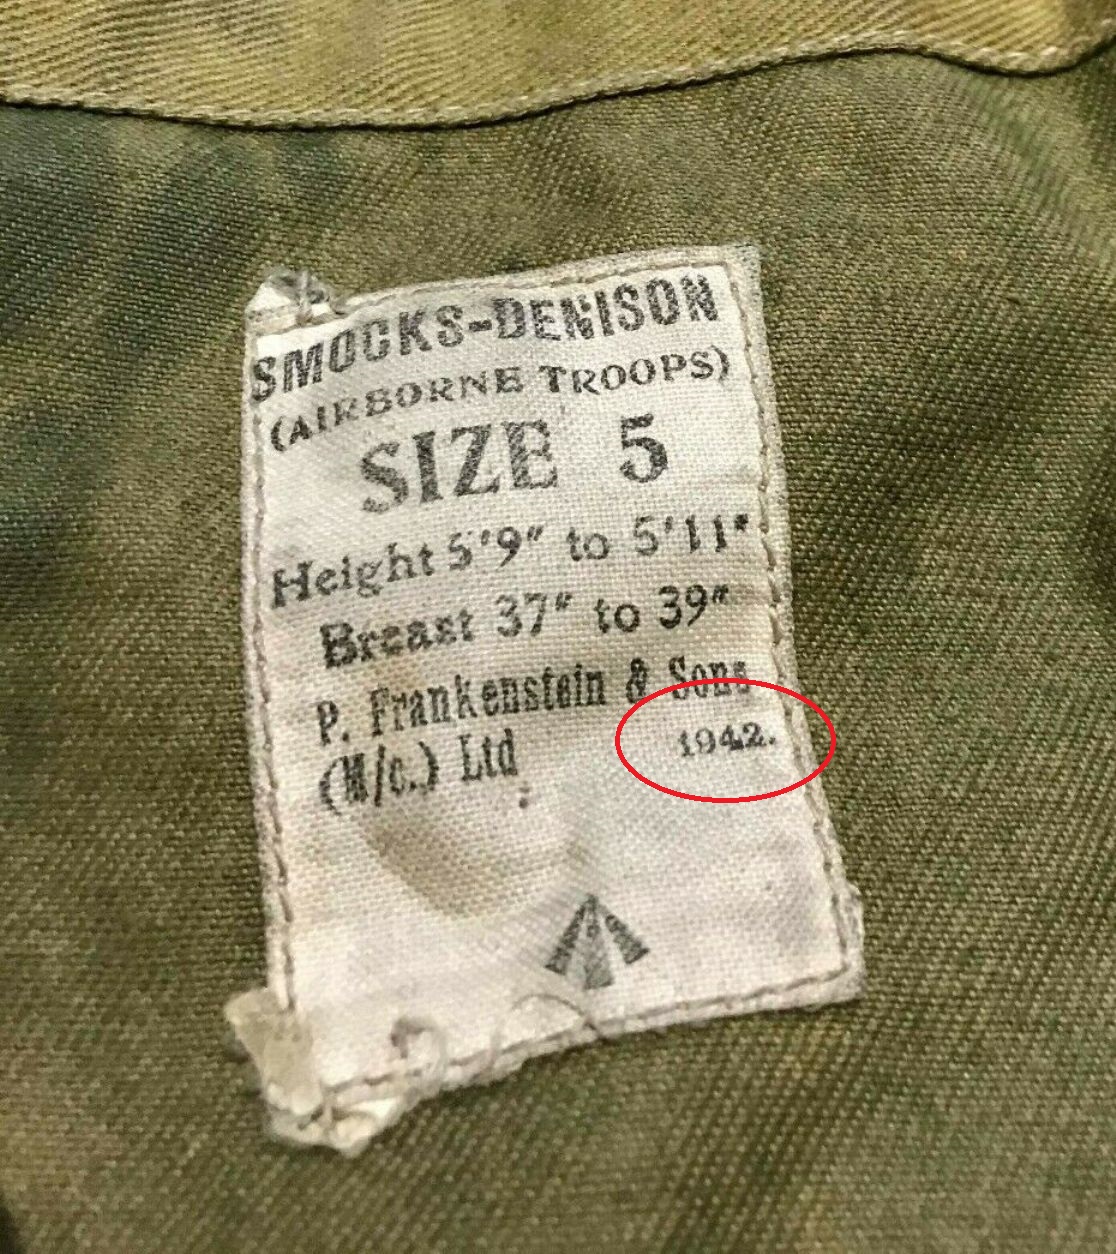 SMOCKS-DENISON
(AIRBORNE TROOPS)
SIZE 5
Height 5'9" to 5'11"
Breast 37" to 39"
P. Frankenstein & Sons
(M/c.) Ltd 1942.